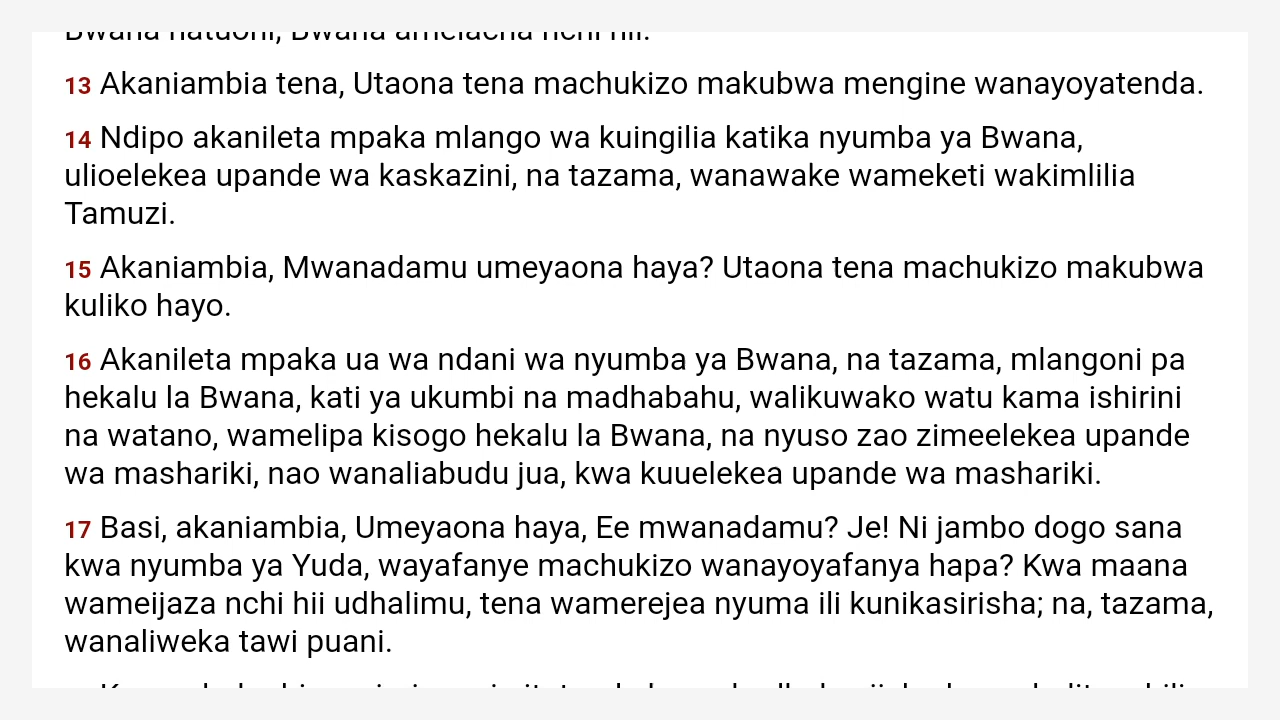 Bwana hatuoni, Bwana ameiacha nchi hii.
13 Akaniambia tena, Utaona tena machukizo makubwa mengine wanayoyatenda.
14 Ndipo akanileta mpaka mlango wa kuingilia katika nyumba ya Bwana,
ulioelekea upande wa kaskazini, na tazama, wanawake wameketi wakimlilia
Tamuzi.
15 Akaniambia, Mwanadamu umeyaona haya? Utaona tena machukizo makubwa
kuliko hayo.
16 Akanileta mpaka ua wa ndani wa nyumba ya Bwana, na tazama, mlangoni pa
hekalu la Bwana, kati ya ukumbi na madhabahu, walikuwako watu kama ishirini
na watano, wamelipa kisogo hekalu la Bwana, na nyuso zao zimeelekea upande
wa mashariki, nao wanaliabudu jua, kwa kuuelekea upande wa mashariki.
17 Basi, akaniambia, Umeyaona haya, Ee mwanadamu? Je! Ni jambo dogo sana
kwa nyumba ya Yuda, wayafanye machukizo wanayoyafanya hapa? Kwa maana
wameijaza nchi hii udhalimu, tena wamerejea nyuma ili kunikasirisha; na, tazama,
wanaliweka tawi puani.